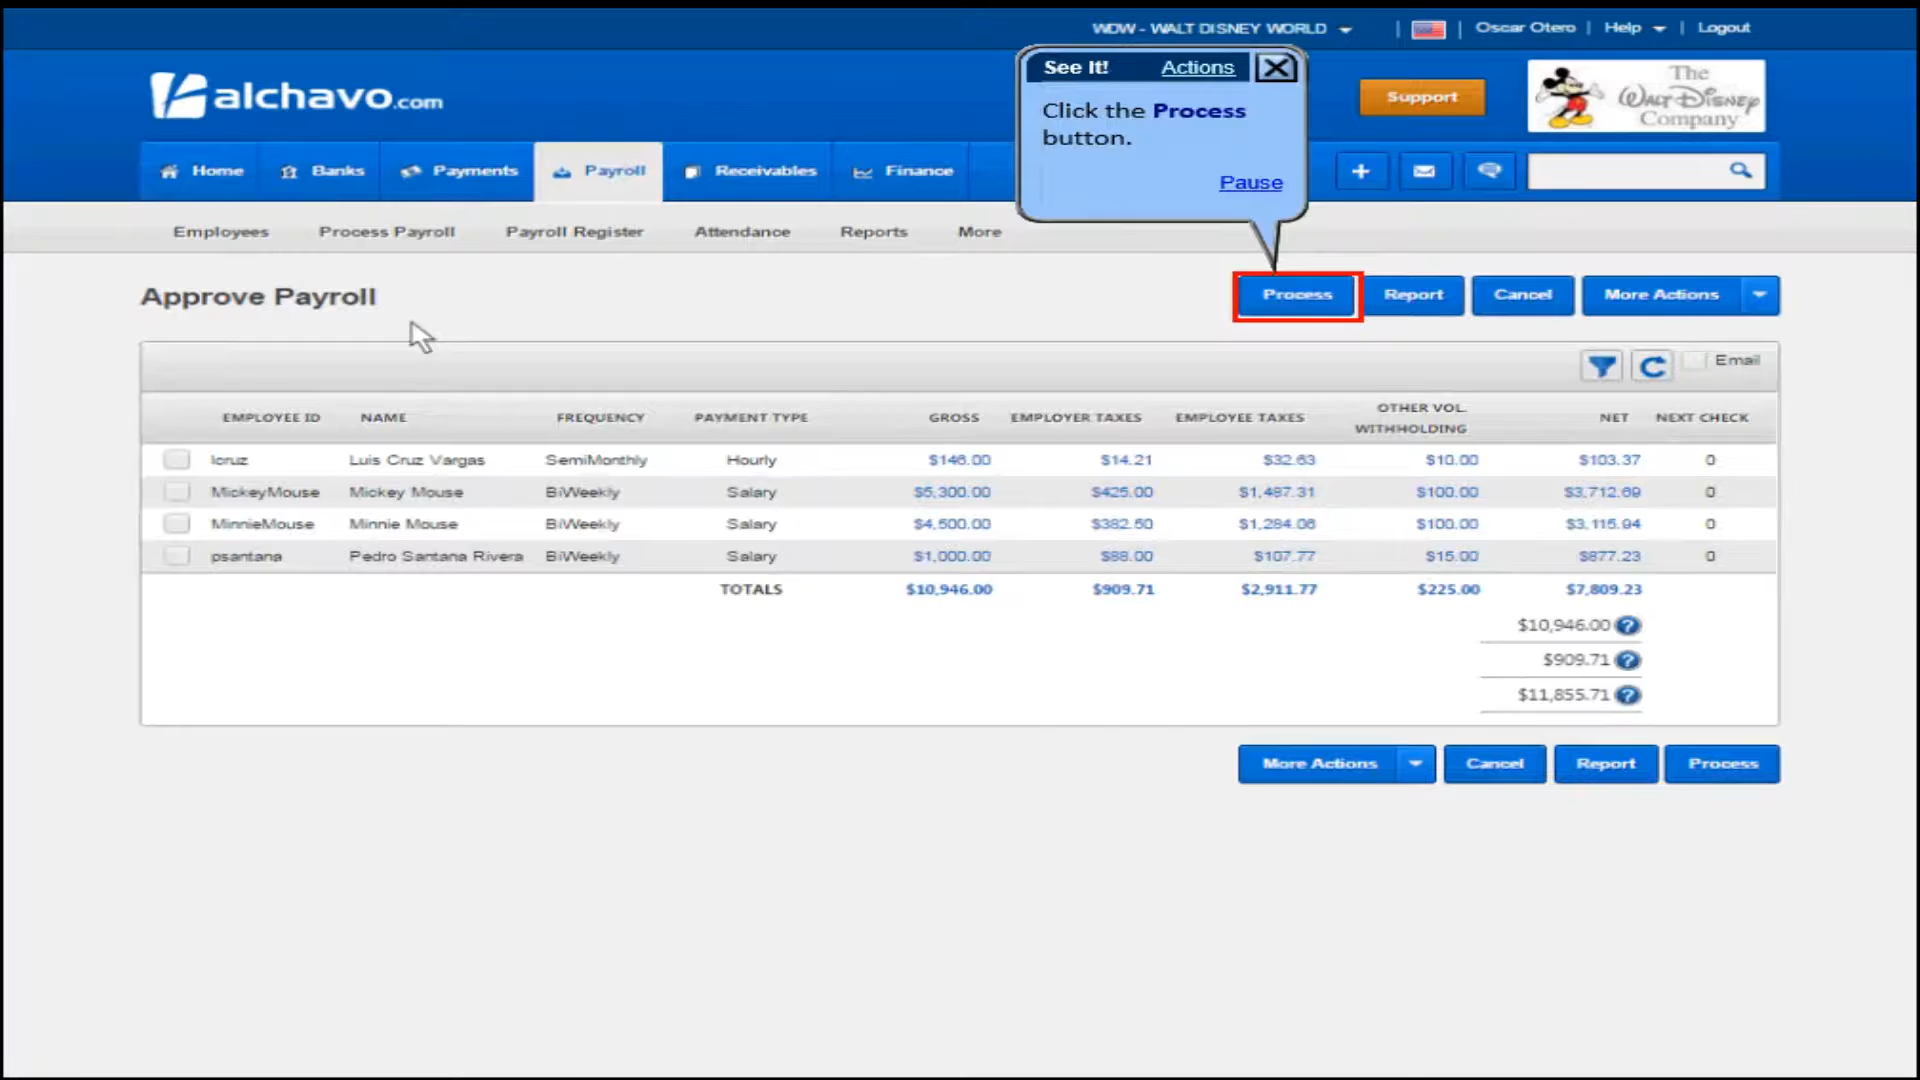 WDW - WALT DISNEY WORLD | | Oscar Otero | Help | Logout
See It! Actions
Click the Process
button.
Pause
alchavo.com
Support
The
WALT DISNEY
Company
Home Banks Payments Payroll Receivables Finance
Employees Process Payroll Payroll Register Attendance Reports More
Approve Payroll
Process Report Cancel More Actions
Email
EMPLOYEE ID NAME FREQUENCY PAYMENT TYPE GROSS EMPLOYER TAXES EMPLOYEE TAXES OTHER VOL. WITHHOLDING NET NEXT CHECK
lcruz Luis Cruz Vargas SemiMonthly Hourly $146.00 $14.21 $32.63 $10.00 $103.37 0
MickeyMouse Mickey Mouse BiWeekly Salary $5,300.00 $425.00 $1,487.31 $100.00 $3,712.69 0
MinnieMouse Minnie Mouse BiWeekly Salary $4,500.00 $382.50 $1,284.06 $100.00 $3,115.94 0
psantana Pedro Santana Rivera BiWeekly Salary $1,000.00 $88.00 $107.77 $15.00 $877.23 0
TOTALS $10,946.00 $909.71 $2,911.77 $225.00 $7,809.23
$10,946.00 ?
$909.71 ?
$11,855.71 ?
More Actions Cancel Report Process